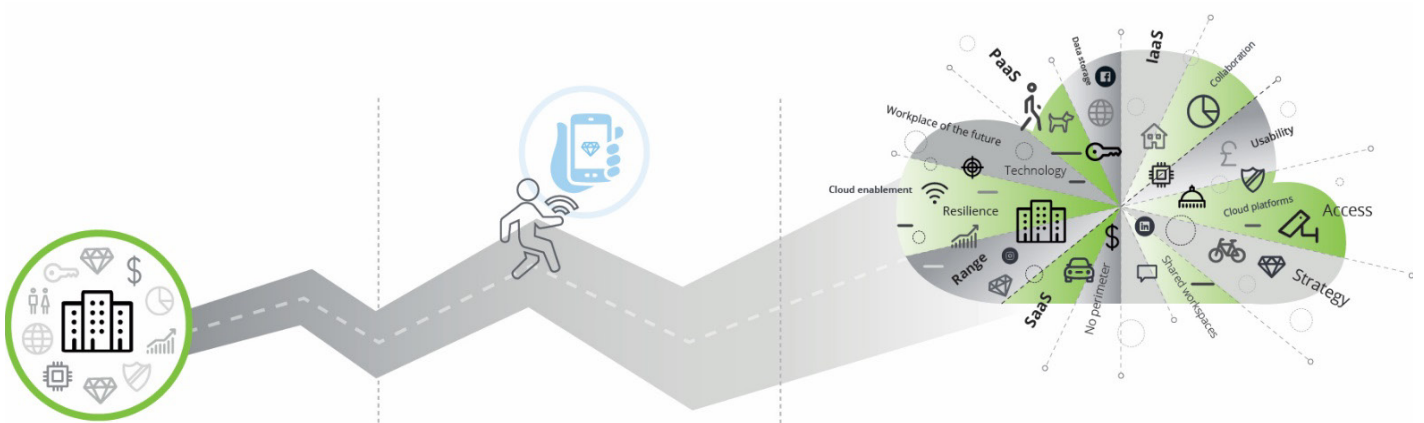 PaaS
Data storage
IaaS
Collaboration
Workplace of the future
Usability
Technology
Cloud enablement
Resilience
Cloud platforms
Access
Range
SaaS
No perimeter
Shared workspaces
Strategy
$
$
£
f
in